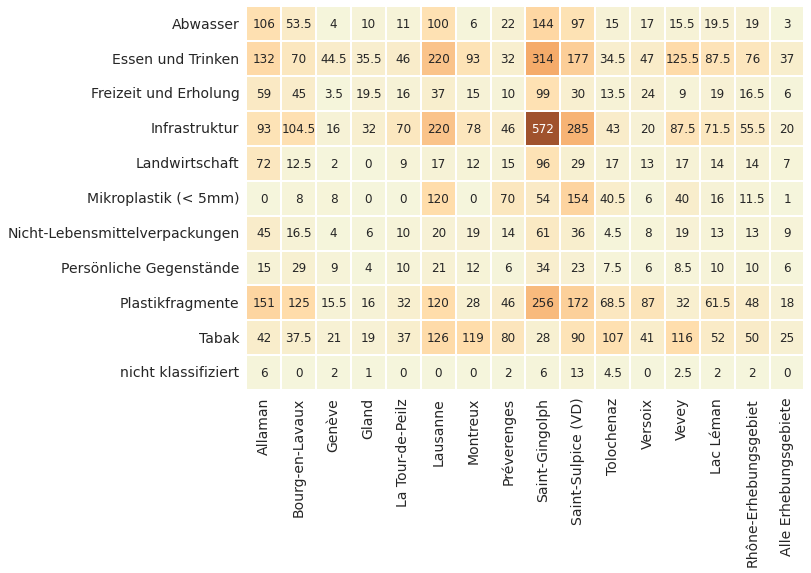 Abwasser 106 53.5 4 10 11 100 6 22 144 97 15 17 15.5 19.5 19 3
Essen und Trinken 132 70 44.5 35.5 46 220 93 32 314 177 34.5 47 125.5 87.5 76 37
Freizeit und Erholung 59 45 3.5 19.5 16 37 15 10 99 30 13.5 24 9 19 16.5 6
Infrastruktur 93 104.5 16 32 70 220 78 46 572 285 43 20 87.5 71.5 55.5 20
Landwirtschaft 72 12.5 2 0 9 17 12 15 96 29 17 13 17 14 14 7
Mikroplastik (< 5mm) 0 8 8 0 0 120 0 70 54 154 40.5 6 40 16 11.5 1
Nicht-Lebensmittelverpackungen 45 16.5 4 6 10 20 19 14 61 36 4.5 8 19 13 13 9
Persönliche Gegenstände 15 29 9 4 10 21 12 6 34 23 7.5 6 8.5 10 10 6
Plastikfragmente 151 125 15.5 16 32 120 28 46 256 172 68.5 87 32 61.5 48 18
Tabak 42 37.5 21 19 37 126 119 80 28 90 107 41 116 52 50 25
nicht klassifiziert 6 0 2 1 0 0 0 2 6 13 4.5 0 2.5 2 2 0
Allaman
Bourg-en-Lavaux
Genève
Gland
La Tour-de-Peilz
Lausanne
Montreux
Préverenges
Saint-Gingolph
Saint-Sulpice (VD)
Tolochenaz
Versoix
Vevey
Lac Léman
Rhône-Erhebungsgebiet
Alle Erhebungsgebiete